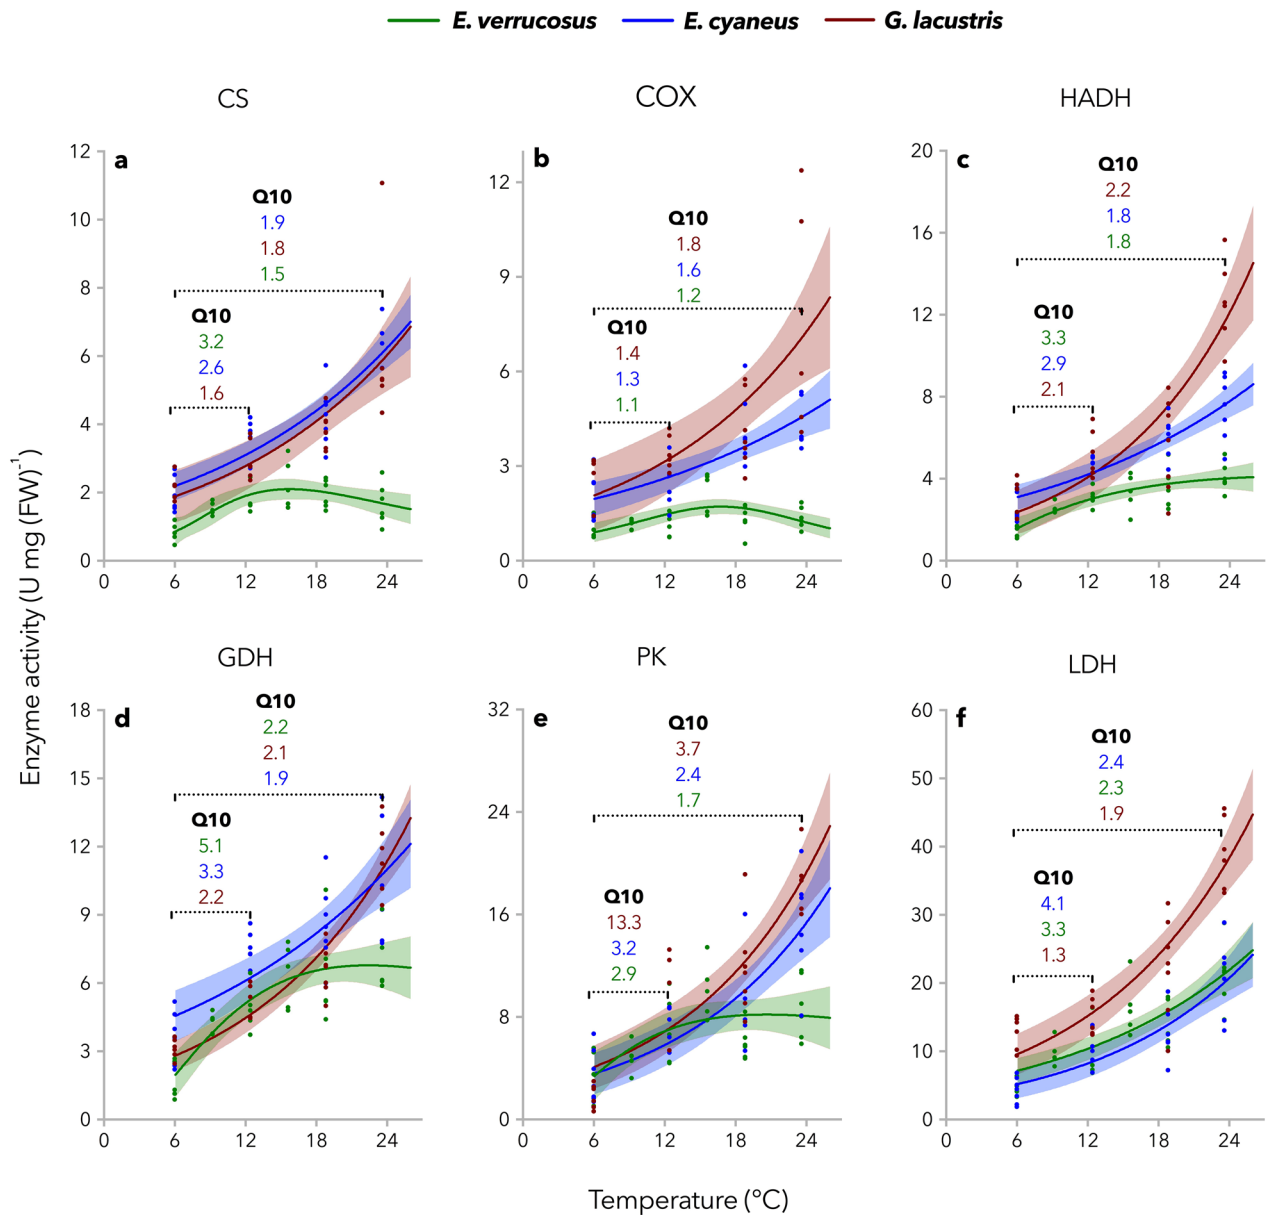 E. verrucosus E. cyaneus G. lacustris
Enzyme activity (U mg (FW)⁻¹)
CS
a
12
10
8
6
4
2
0
0 6 12 18 24
Q10
1.9
1.8
1.5
Q10
3.2
2.6
1.6
COX
b
12
9
6
3
0
0 6 12 18 24
Q10
1.8
1.6
1.2
Q10
1.4
1.3
1.1
HADH
c
20
16
12
8
4
0
0 6 12 18 24
Q10
2.2
1.8
1.8
Q10
3.3
2.9
2.1
GDH
d
18
15
12
9
6
3
0
0 6 12 18 24
Q10
2.2
2.1
1.9
Q10
5.1
3.3
2.2
PK
e
32
24
16
8
0
0 6 12 18 24
Q10
3.7
2.4
1.7
Q10
13.3
3.2
2.9
LDH
f
60
50
40
30
20
10
0
0 6 12 18 24
Q10
2.4
2.3
1.9
Q10
4.1
3.3
1.3
Temperature (°C)